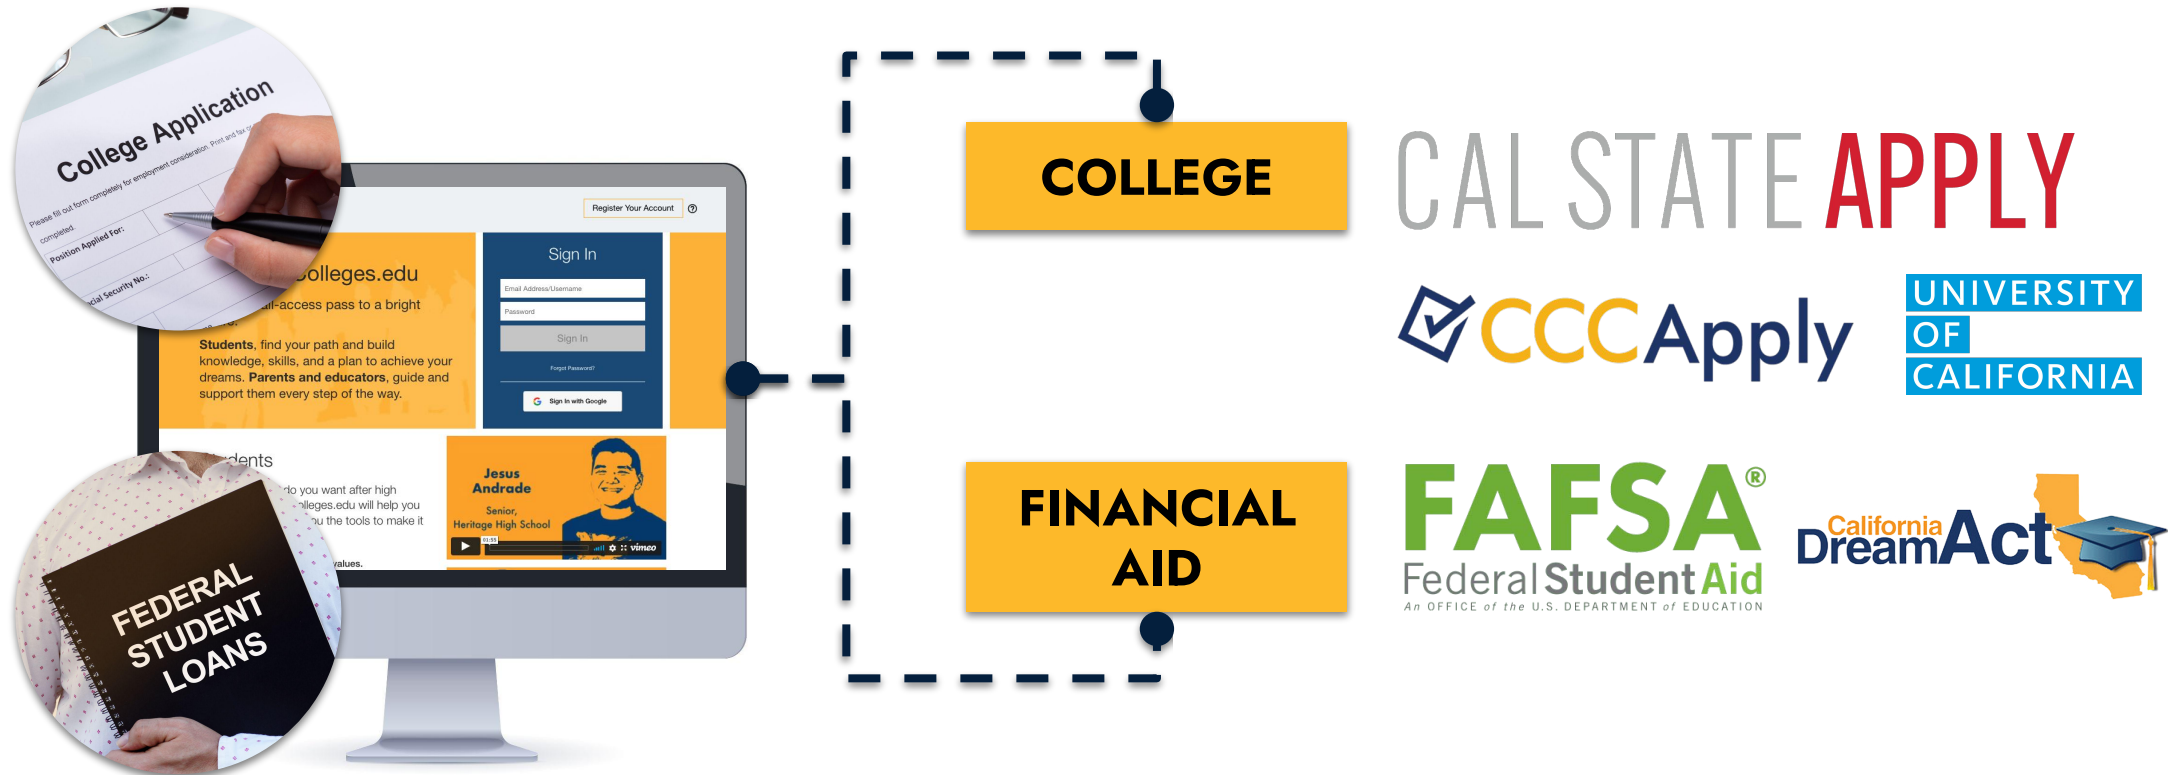 College Application
Please fill out form completely for employment consideration. Print and fax
completed.
Position Applied For:
Social Security No.:
Register Your Account
Colleges.edu
all-access pass to a bright
Students, find your path and build
knowledge, skills, and a plan to achieve your
dreams. Parents and educators, guide and
support them every step of the way.
Sign In
Email Address/Username
Password
Sign In
Forgot Password?
Sign In with Google
do you want after high
olleges.edu will help you
u the tools to make it
values.
Jesus
Andrade
Senior,
Heritage High School
01:55
vimeo
FEDERAL
STUDENT
LOANS
COLLEGE
CAL STATE APPLY
CCCApply
UNIVERSITY
OF
CALIFORNIA
FINANCIAL
AID
FAFSA®
Federal Student Aid
An OFFICE of the U.S. DEPARTMENT of EDUCATION
California
DreamAct